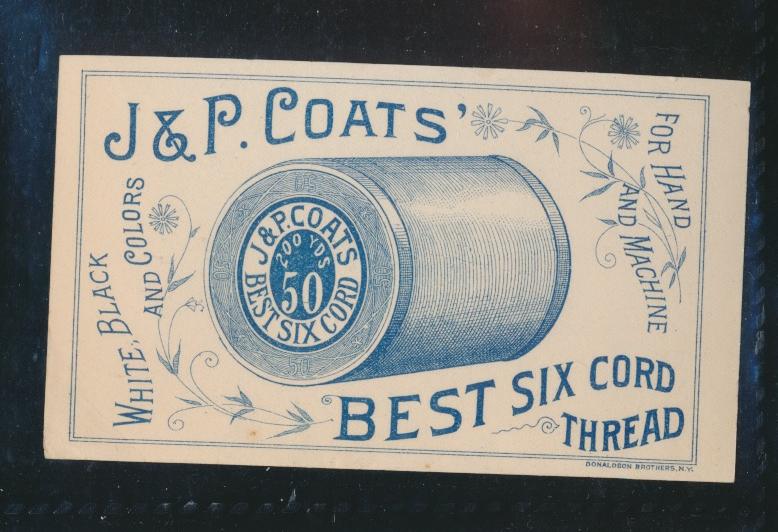 J & P. COATS'
WHITE, BLACK
AND COLORS
FOR HAND
AND MACHINE
J & P. COATS
200 YDS
50
BEST SIX CORD
50
BEST SIX CORD
THREAD
DONALDSON BROTHERS, N.Y.